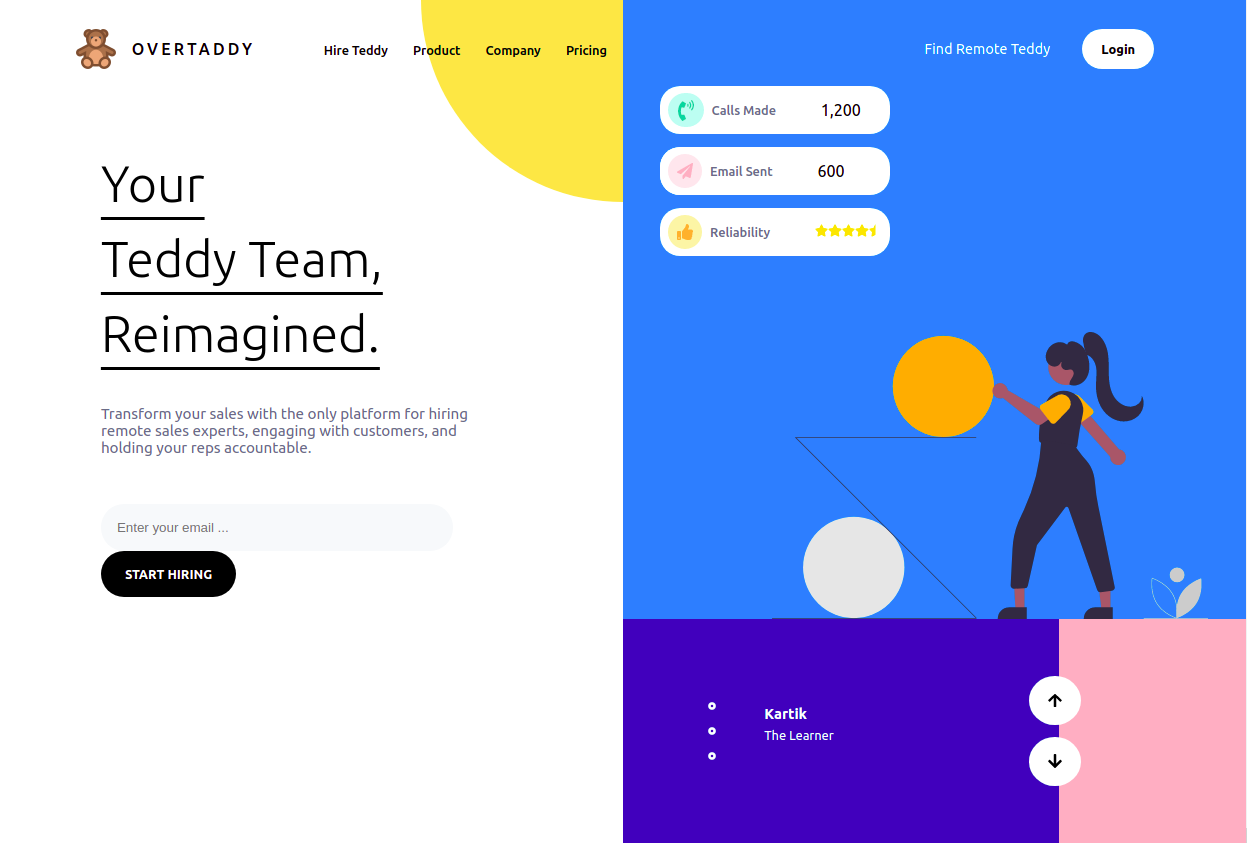 OVERTADDY
Hire Teddy Product Company Pricing
Find Remote Teddy
Login
Your
Teddy Team,
Reimagined.
Transform your sales with the only platform for hiring
remote sales experts, engaging with customers, and
holding your reps accountable.
Enter your email ...
START HIRING
Calls Made 1,200
Email Sent 600
Reliability
Kartik
The Learner